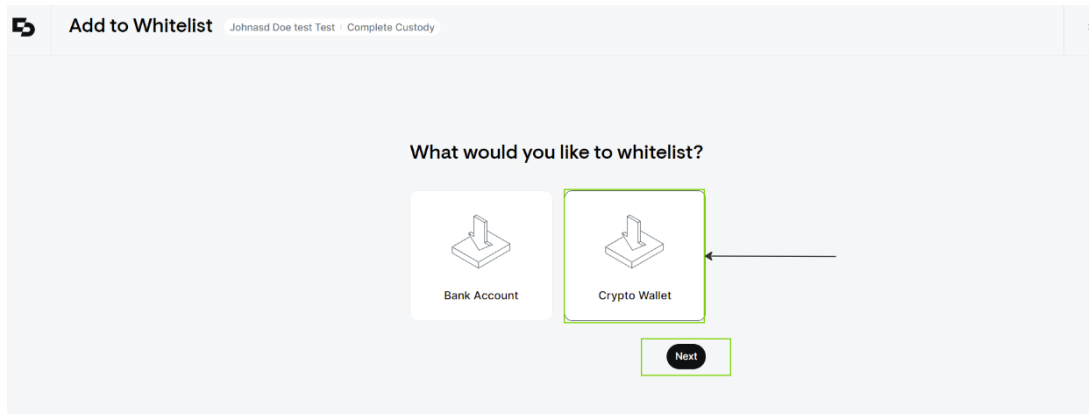 Add to Whitelist Johnasd Doe test Test Complete Custody
What would you like to whitelist?
Bank Account Crypto Wallet
Next